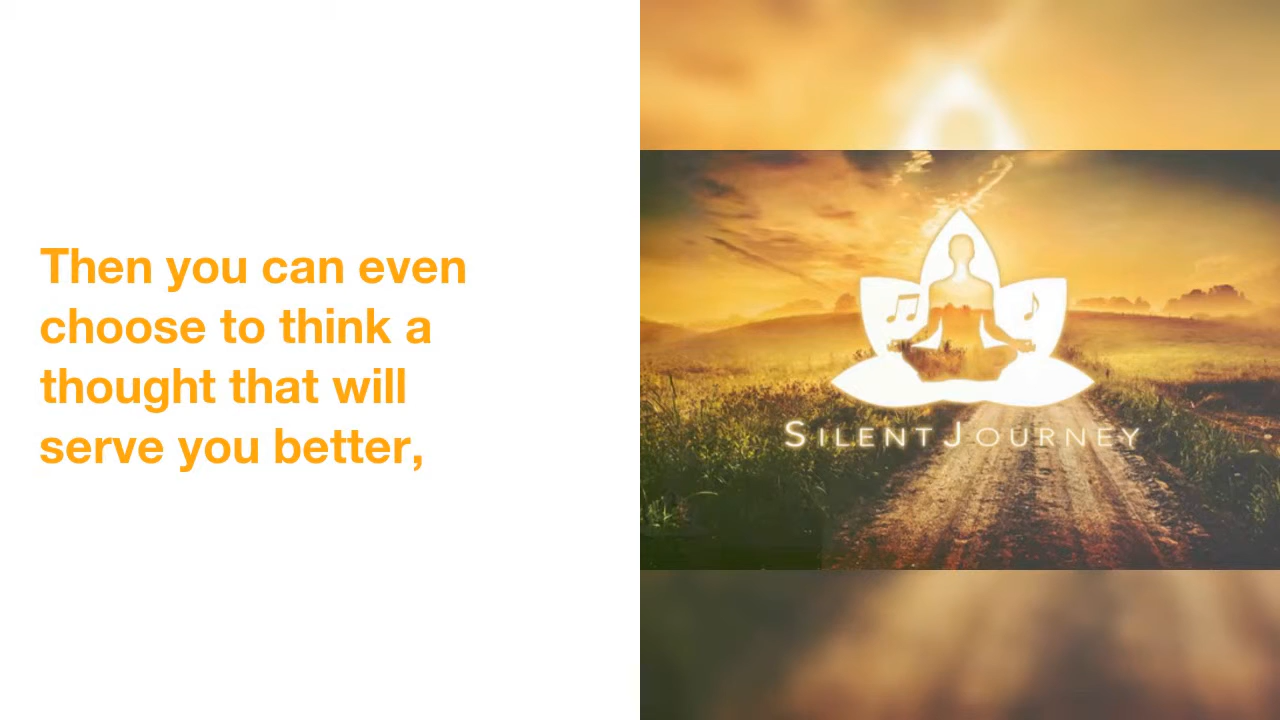 Then you can even
choose to think a
thought that will
serve you better,
SILENT JOURNEY